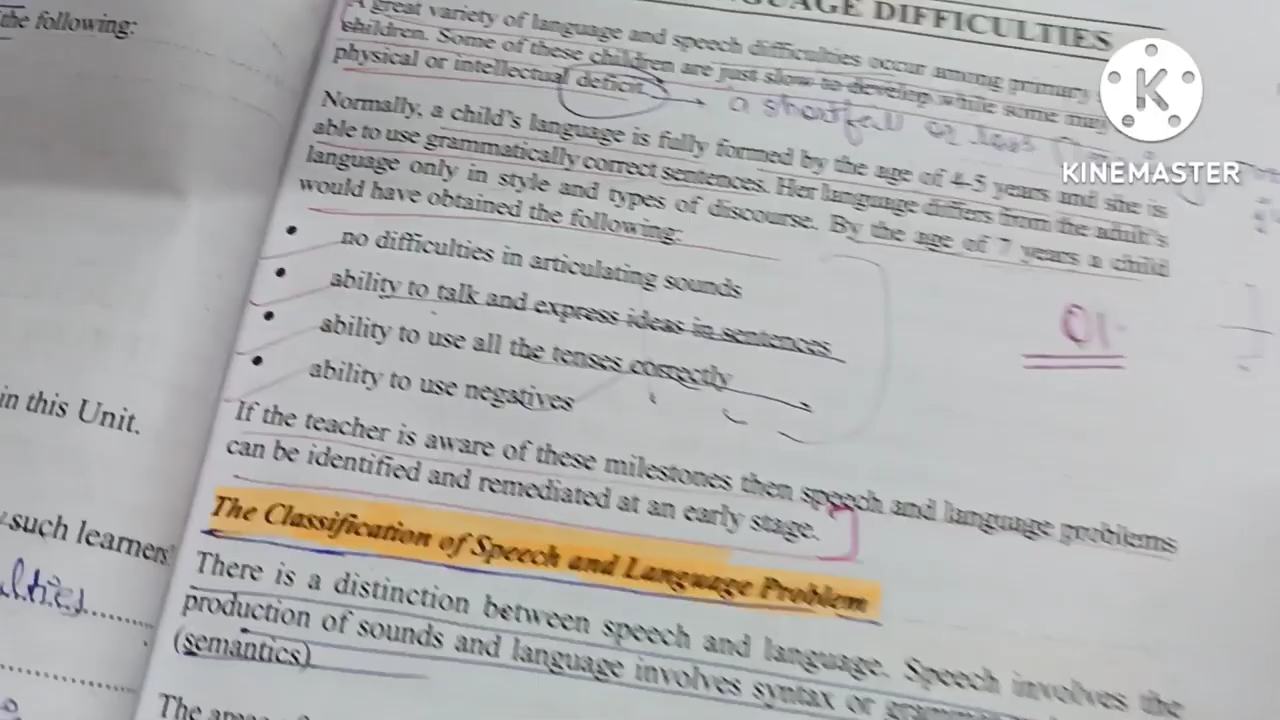 the following:
GUAGE DIFFICULTIES
A great variety of language and speech difficulties occur among primary
children. Some of these children are just slow to develop while some may
physical or intellectual deficit.
a shortfall or
Normally, a child's language is fully formed by the age of 4-5 years and she is
able to use grammatically correct sentences. Her language differs from the adult's
language only in style and types of discourse. By the age of 7 years a child
would have obtained the following:
• no difficulties in articulating sounds
• ability to talk and express ideas in sentences
• ability to use all the tenses correctly
• ability to use negatives
01.
in this Unit.
If the teacher is aware of these milestones then speech and language problems
can be identified and remediated at an early stage.
such learners?
The Classification of Speech and Language Problem
There is a distinction between speech and language. Speech involves the
production of sounds and language involves syntax or
(semantics)
The
K
KINEMASTER